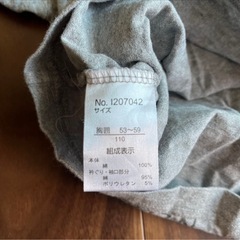 No. I207042
サイズ
胸囲 53～59
110
組成表示
本体
綿 100%
衿ぐり・袖口部分
綿 95%
ポリウレタン 5%